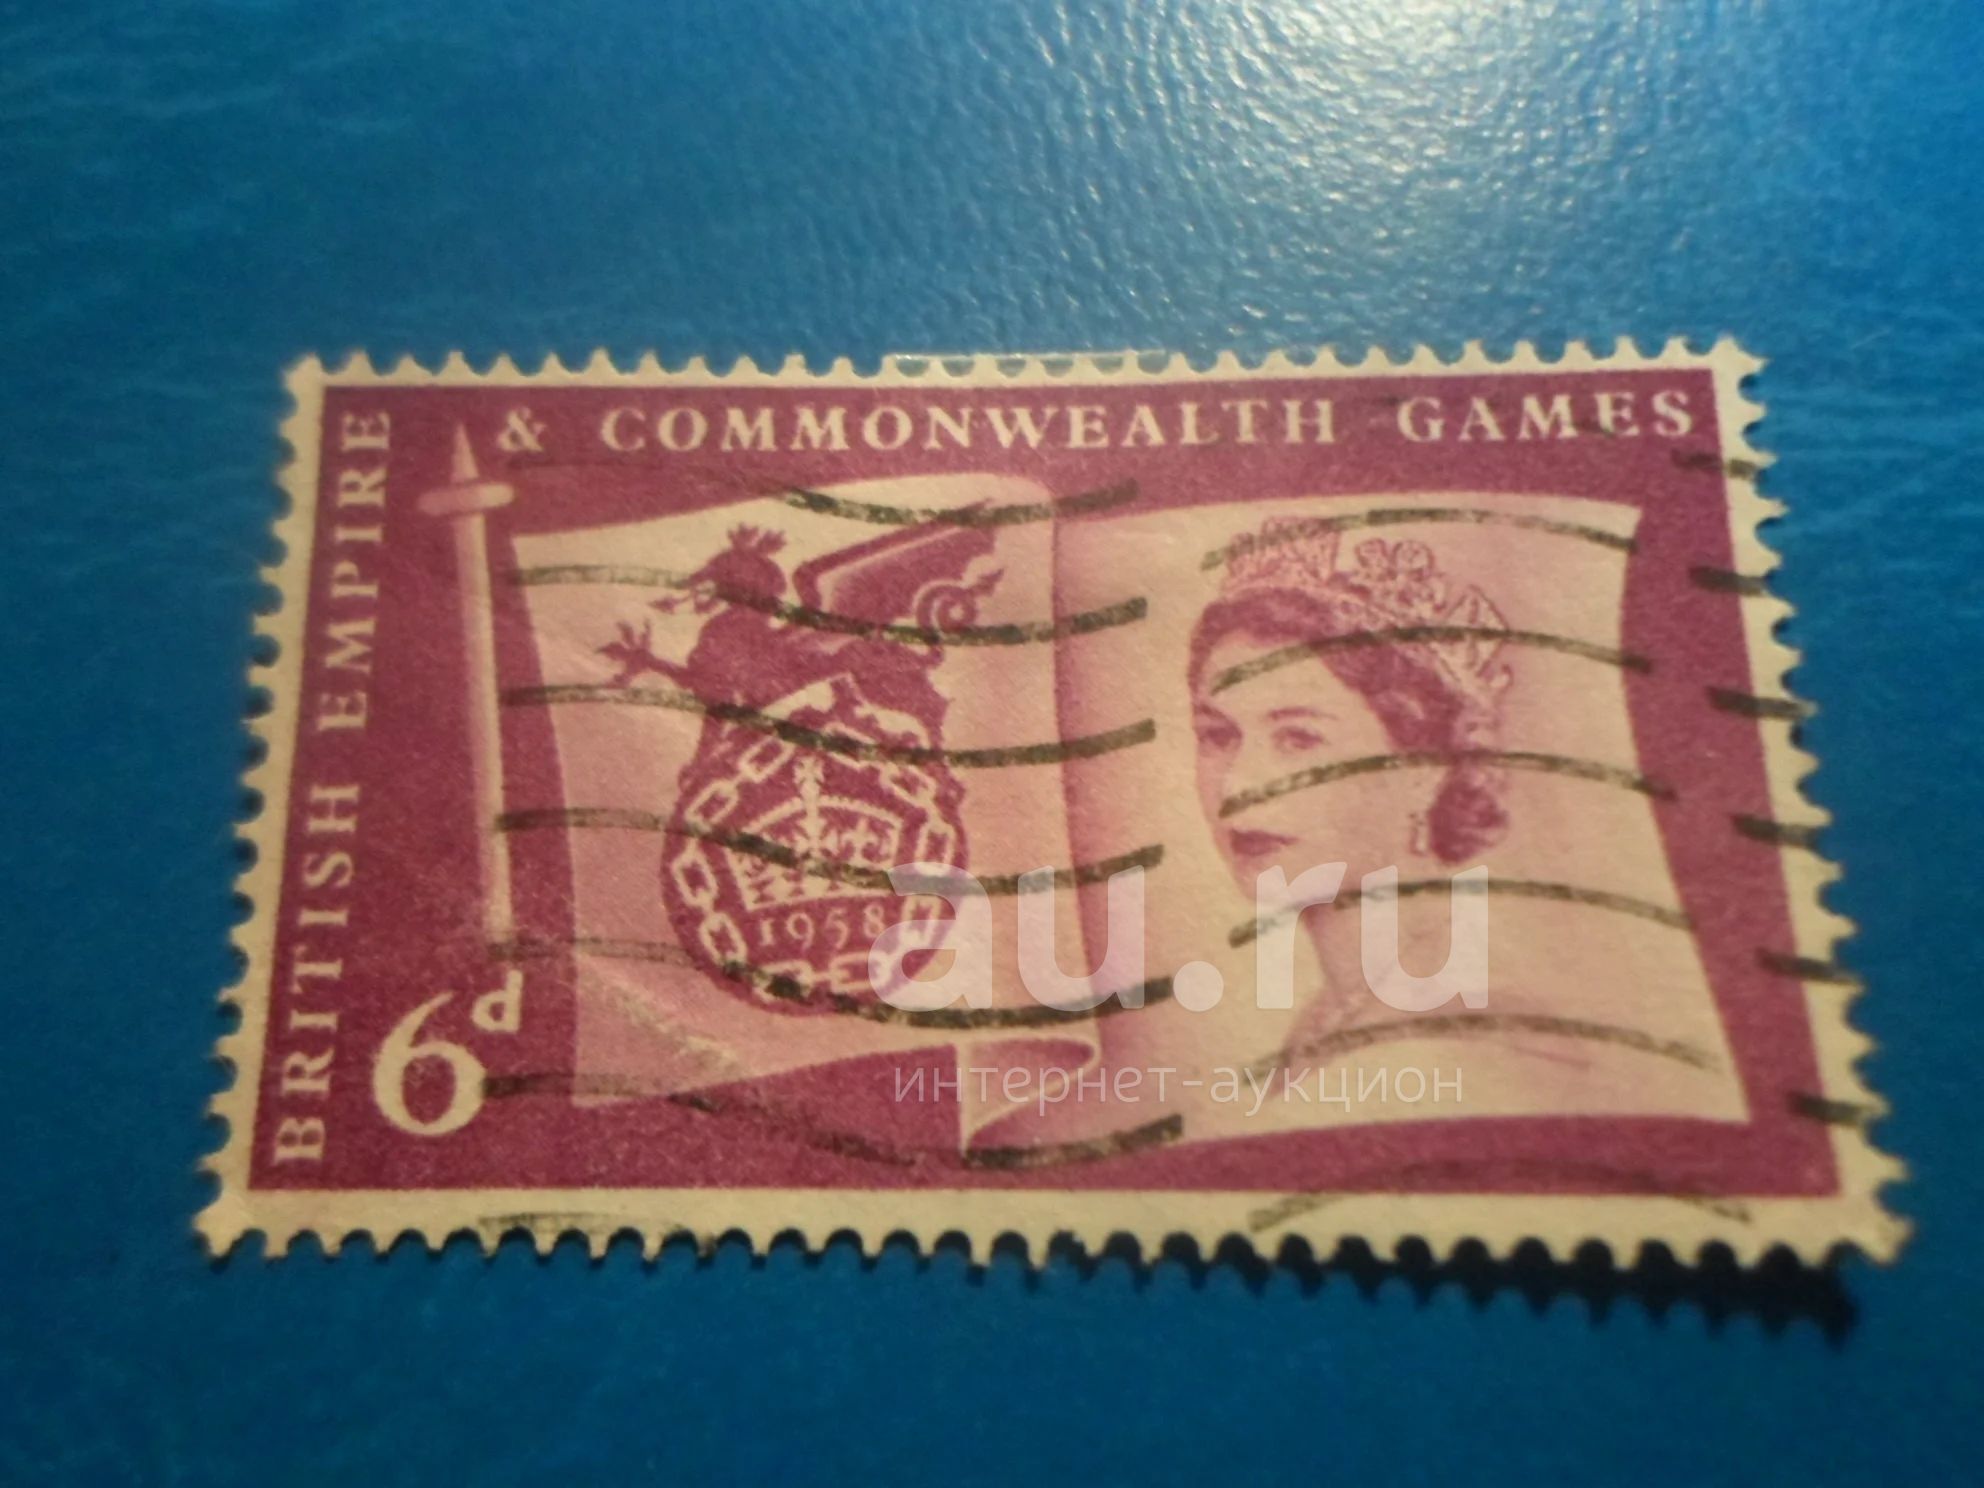 BRITISH EMPIRE
& COMMONWEALTH GAMES
1958
6d
au.ru
интернет-аукцион